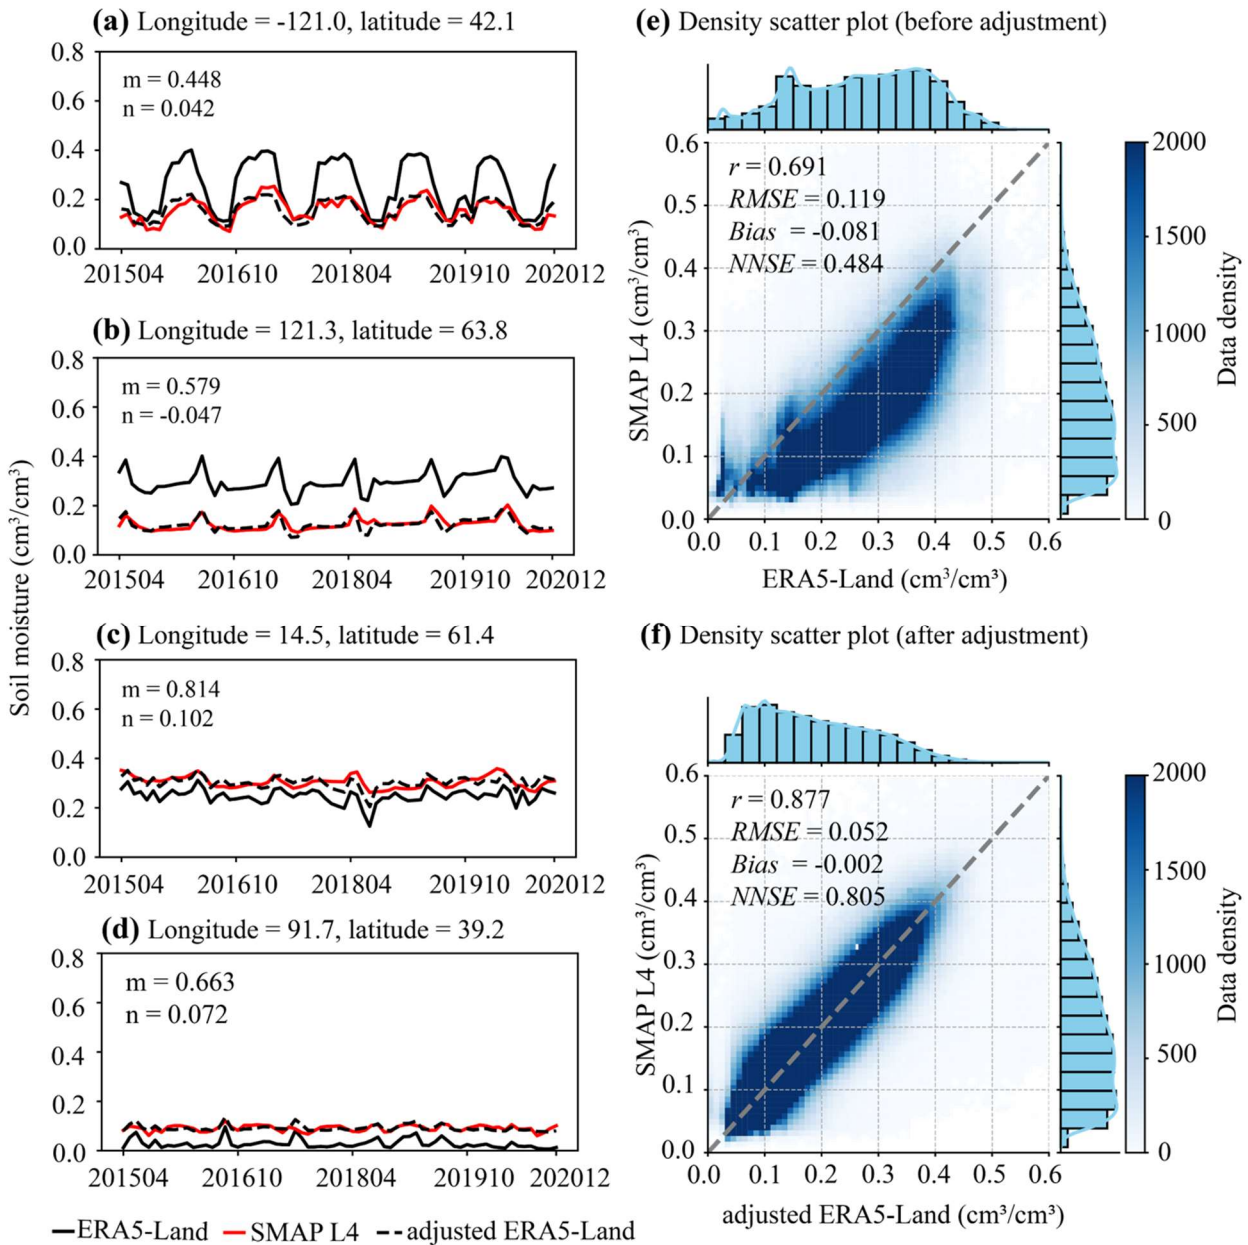 (a) Longitude = -121.0, latitude = 42.1
0.8
0.6
0.4
0.2
0.0
m = 0.448
n = 0.042
201504 201610 201804 201910 202012
(b) Longitude = 121.3, latitude = 63.8
0.8
0.6
0.4
0.2
0.0
m = 0.579
n = -0.047
201504 201610 201804 201910 202012
Soil moisture (cm³/cm³)
(c) Longitude = 14.5, latitude = 61.4
0.8
0.6
0.4
0.2
0.0
m = 0.814
n = 0.102
201504 201610 201804 201910 202012
(d) Longitude = 91.7, latitude = 39.2
0.8
0.6
0.4
0.2
0.0
m = 0.663
n = 0.072
201504 201610 201804 201910 202012
ERA5-Land SMAP L4 adjusted ERA5-Land
(e) Density scatter plot (before adjustment)
0.6
0.5
0.4
0.3
0.2
0.1
0.0
SMAP L4 (cm³/cm³)
r = 0.691
RMSE = 0.119
Bias = -0.081
NNSE = 0.484
0.0 0.1 0.2 0.3 0.4 0.5 0.6
ERA5-Land (cm³/cm³)
2000
1500
1000
500
0
Data density
(f) Density scatter plot (after adjustment)
0.6
0.5
0.4
0.3
0.2
0.1
0.0
SMAP L4 (cm³/cm³)
r = 0.877
RMSE = 0.052
Bias = -0.002
NNSE = 0.805
0.0 0.1 0.2 0.3 0.4 0.5 0.6
adjusted ERA5-Land (cm³/cm³)
2000
1500
1000
500
0
Data density